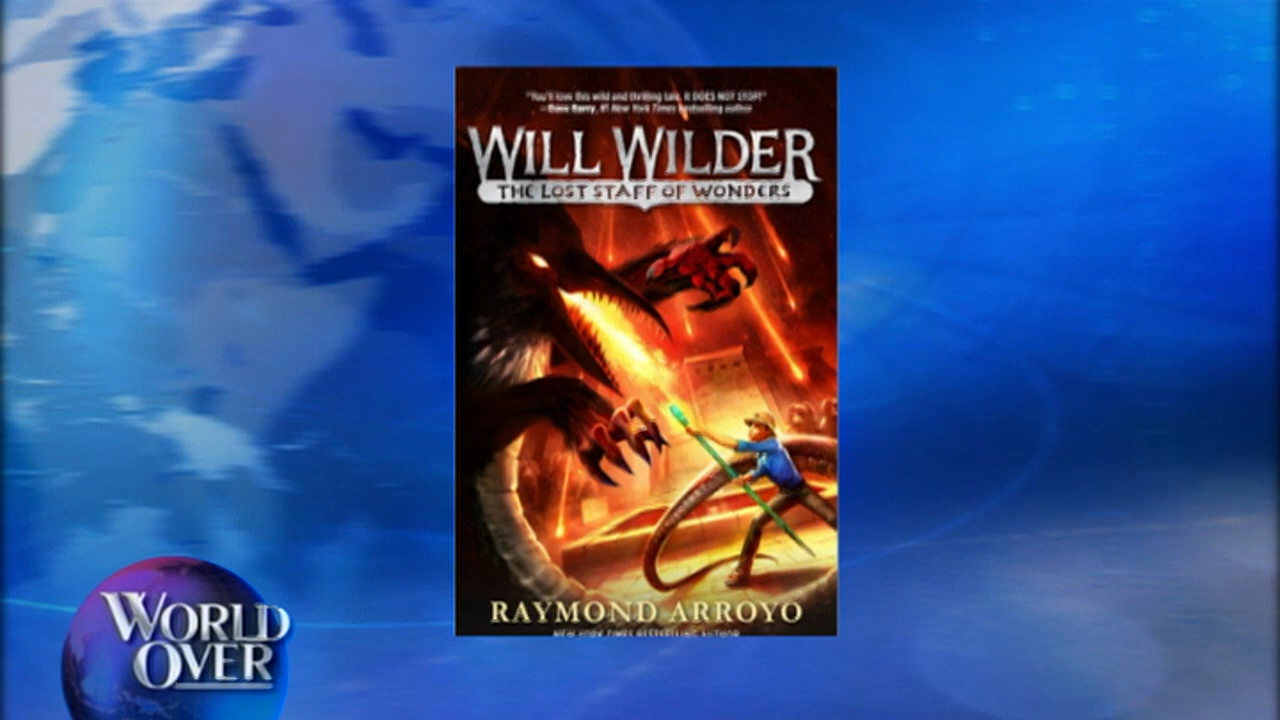 "You'll love this wild and thrilling tale. It DOES NOT STOP!"
—Dave Barry, #1 New York Times bestselling author
WILL WILDER
THE LOST STAFF OF WONDERS
RAYMOND ARROYO
NEW YORK TIMES BESTSELLING AUTHOR
WORLD
OVER